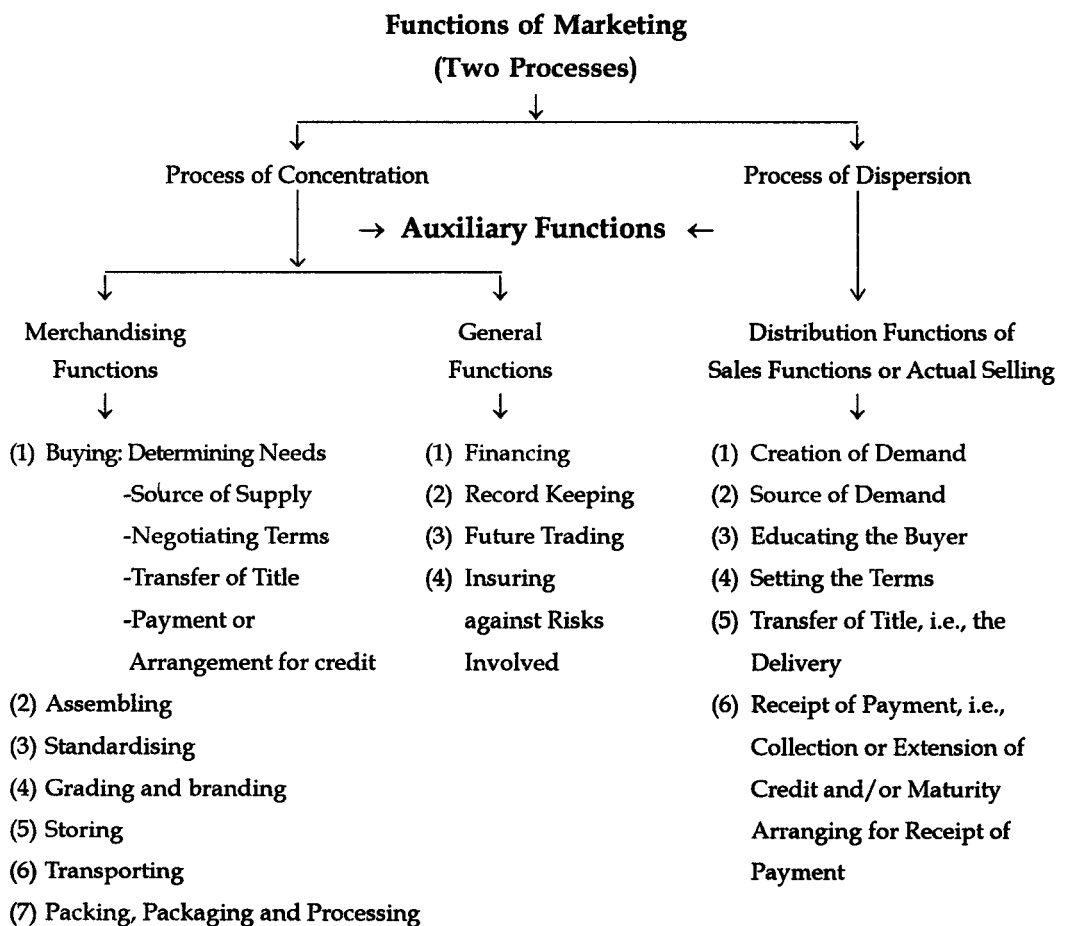 Functions of Marketing
(Two Processes)
Process of Concentration
Process of Dispersion
→ Auxiliary Functions ←
Merchandising
Functions
(1) Buying: Determining Needs
-Source of Supply
-Negotiating Terms
-Transfer of Title
-Payment or
Arrangement for credit
(2) Assembling
(3) Standardising
(4) Grading and branding
(5) Storing
(6) Transporting
(7) Packing, Packaging and Processing
General
Functions
(1) Financing
(2) Record Keeping
(3) Future Trading
(4) Insuring
against Risks
Involved
Distribution Functions of
Sales Functions or Actual Selling
(1) Creation of Demand
(2) Source of Demand
(3) Educating the Buyer
(4) Setting the Terms
(5) Transfer of Title, i.e., the
Delivery
(6) Receipt of Payment, i.e.,
Collection or Extension of
Credit and/or Maturity
Arranging for Receipt of
Payment